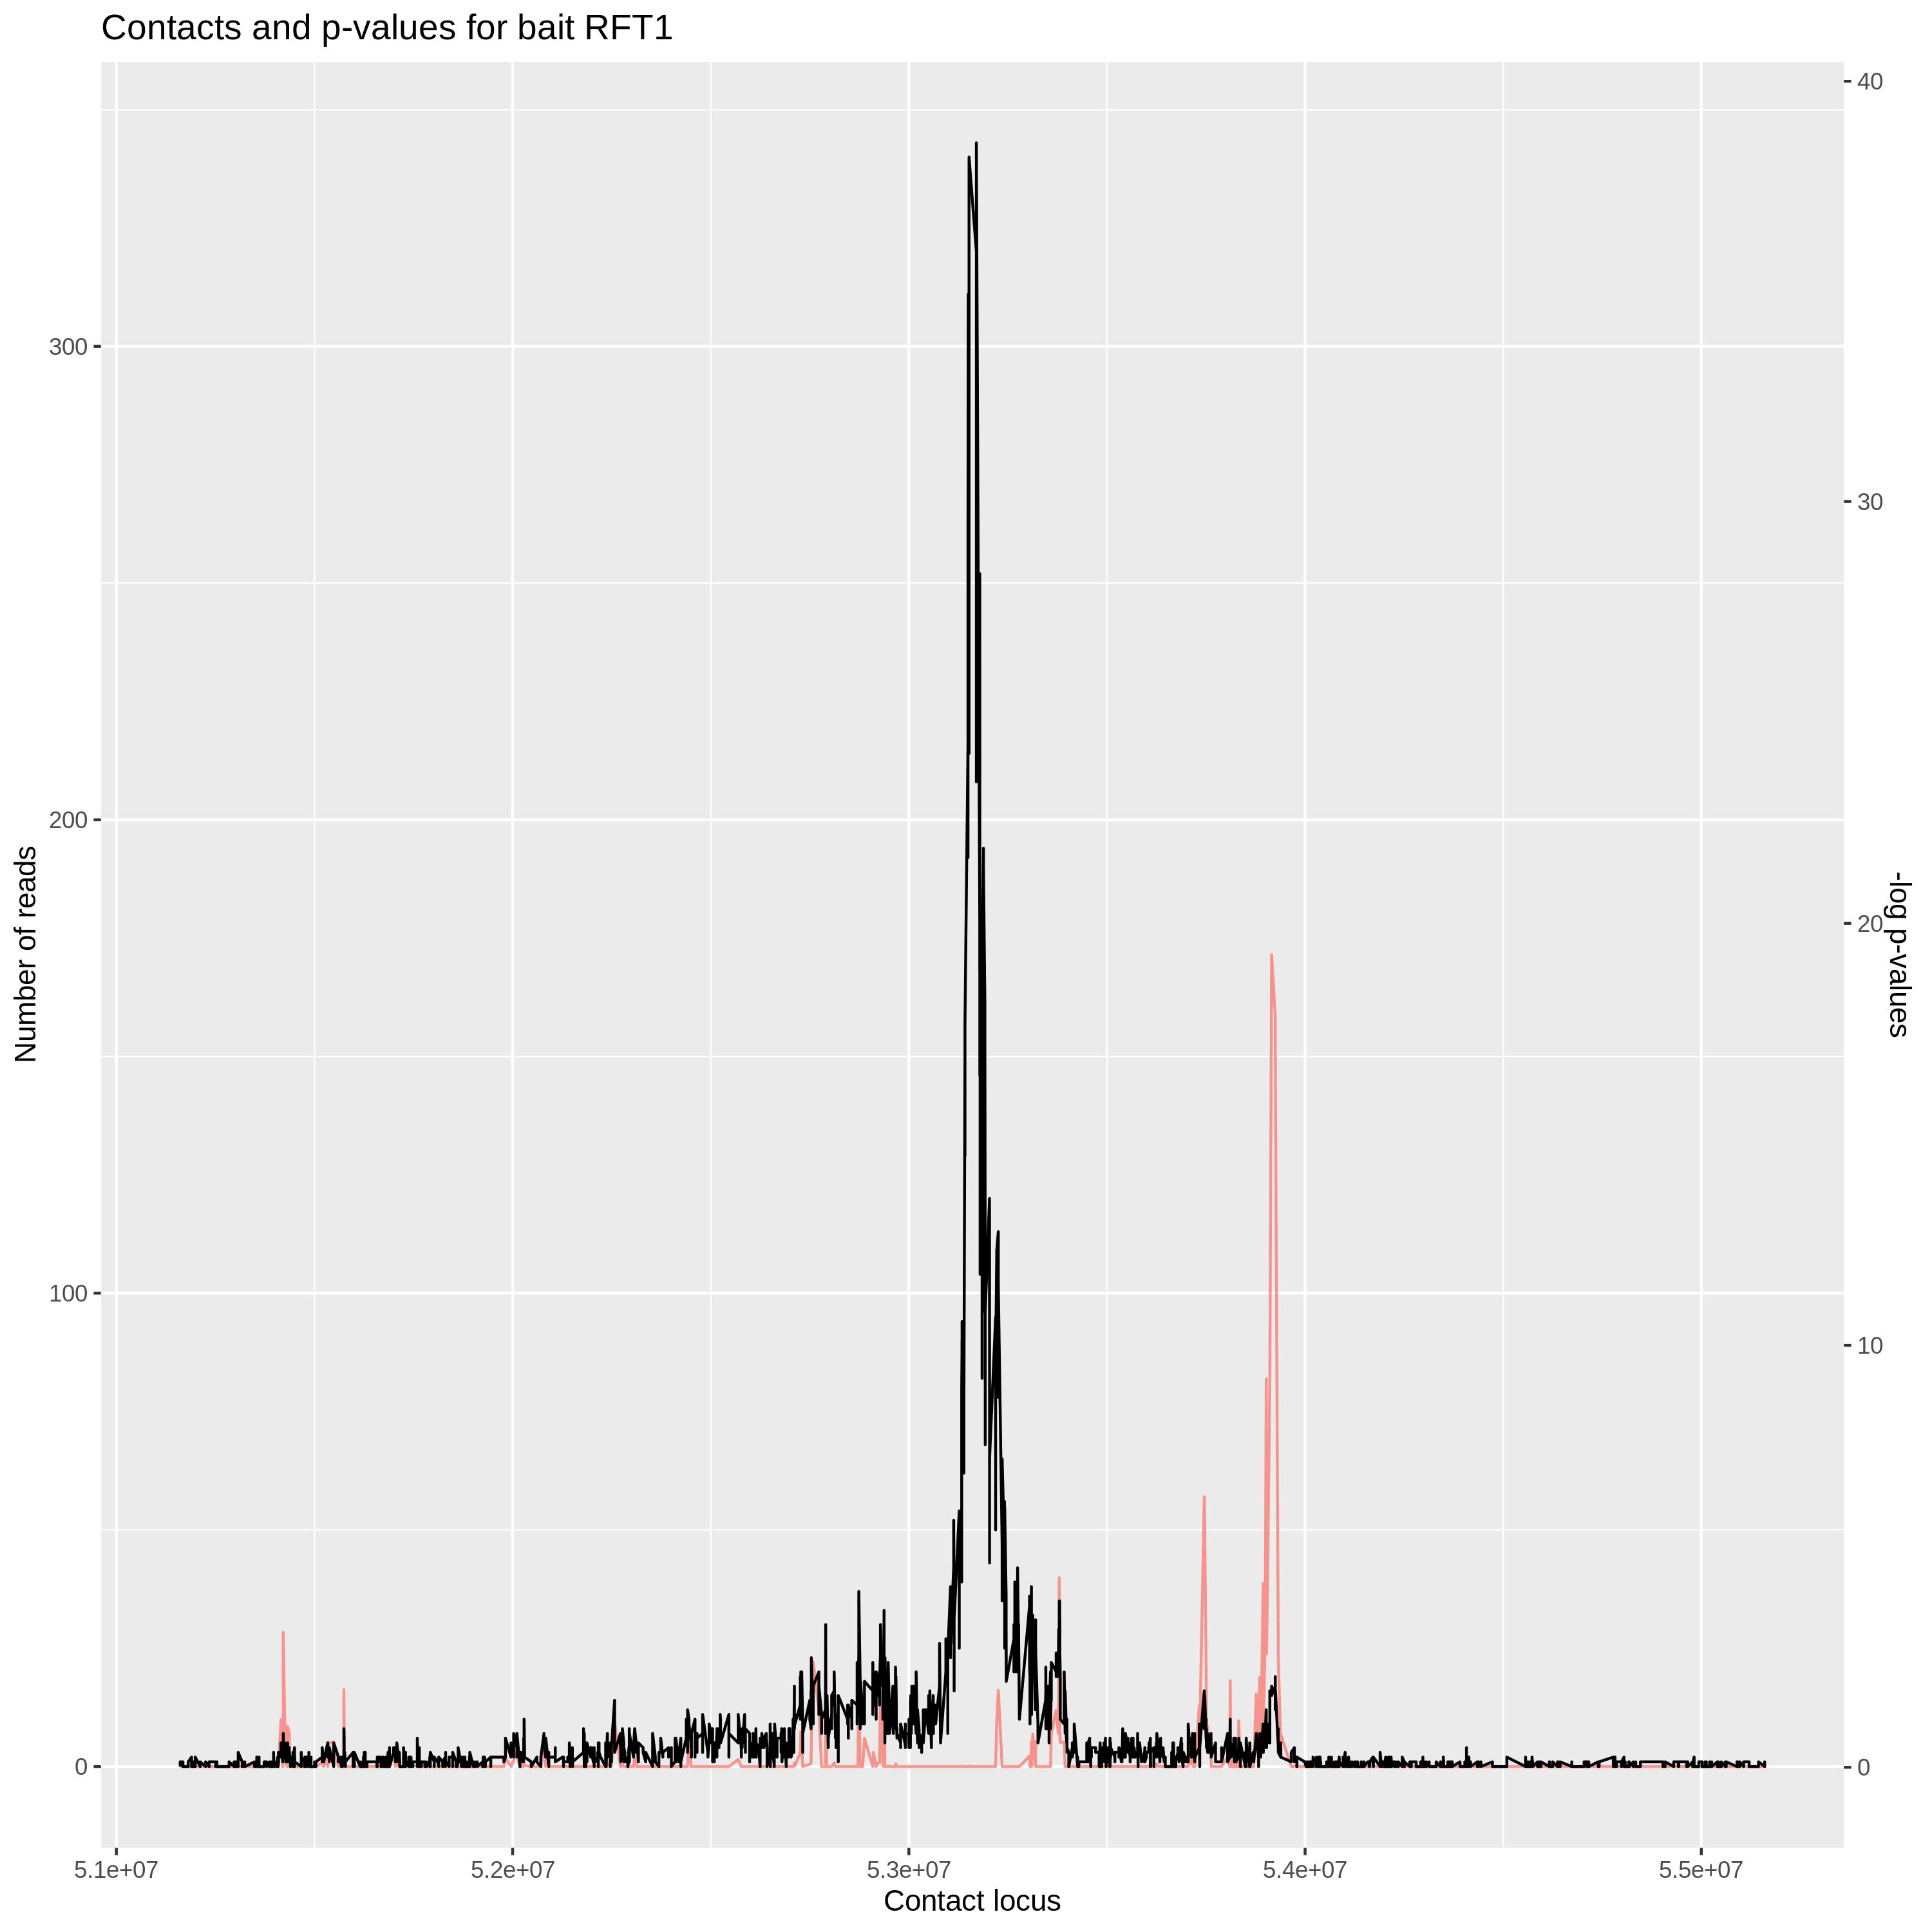 Contacts and p-values for bait RFT1
40
300
30
200
Number of reads
20
-log p-values
100
10
0
0
5.1e+07
5.2e+07
5.3e+07
5.4e+07
5.5e+07
Contact locus